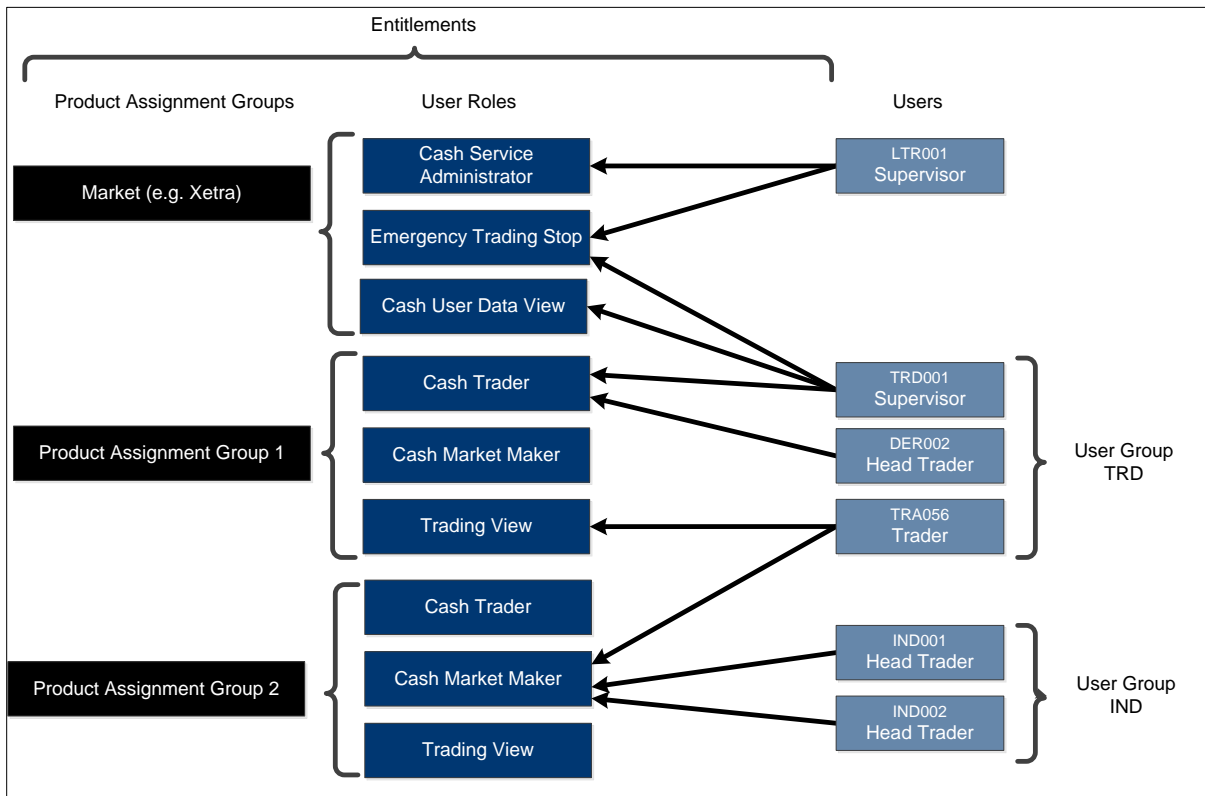 Entitlements
Product Assignment Groups
User Roles
Users
Market (e.g. Xetra)
Cash Service
Administrator
Emergency Trading Stop
Cash User Data View
LTR001
Supervisor
Product Assignment Group 1
Cash Trader
Cash Market Maker
Trading View
TRD001
Supervisor
DER002
Head Trader
TRA056
Trader
User Group
TRD
Product Assignment Group 2
Cash Trader
Cash Market Maker
Trading View
IND001
Head Trader
IND002
Head Trader
User Group
IND